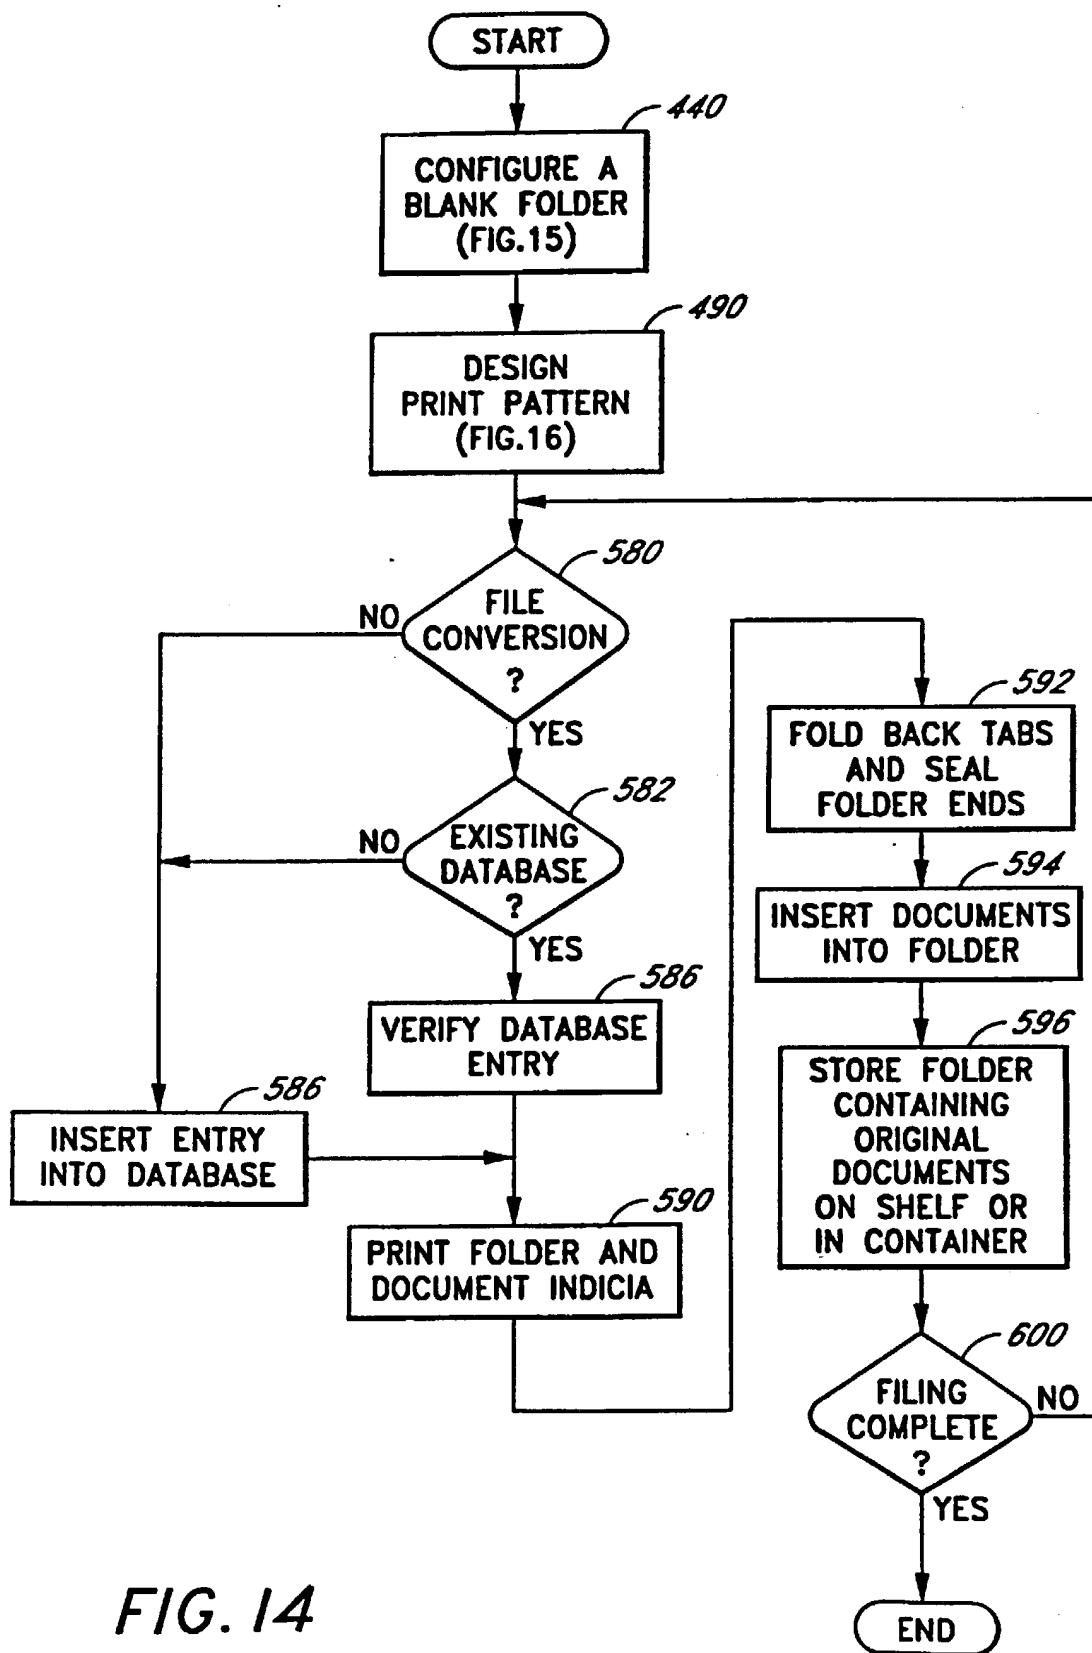 START
440
CONFIGURE A
BLANK FOLDER
(FIG.15)
490
DESIGN
PRINT PATTERN
(FIG.16)
580
FILE
CONVERSION
?
NO
YES
582
EXISTING
DATABASE
?
NO
YES
586
VERIFY DATABASE
ENTRY
586
INSERT ENTRY
INTO DATABASE
590
PRINT FOLDER AND
DOCUMENT INDICIA
592
FOLD BACK TABS
AND SEAL
FOLDER ENDS
594
INSERT DOCUMENTS
INTO FOLDER
596
STORE FOLDER
CONTAINING
ORIGINAL
DOCUMENTS
ON SHELF OR
IN CONTAINER
600
FILING
COMPLETE
?
NO
YES
END
FIG. 14